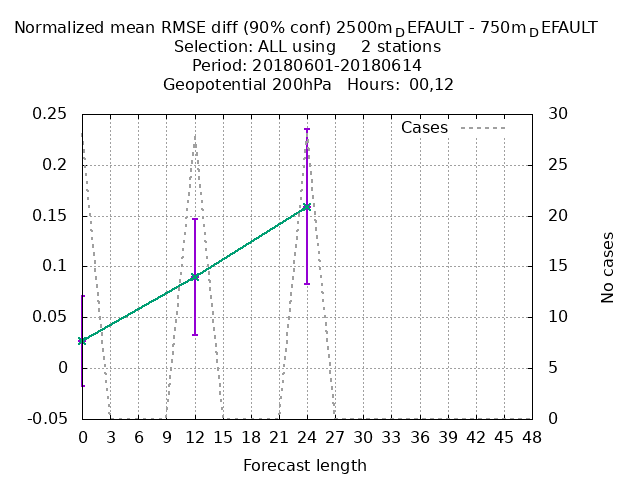 Normalized mean RMSE diff (90% conf) 2500m_DEFAULT - 750m_DEFAULT
Selection: ALL using 2 stations
Period: 20180601-20180614
Geopotential 200hPa Hours: 00,12
0.25
0.2
0.15
0.1
0.05
0
-0.05
Cases
30
25
20
15
10
5
0
No cases
0 3 6 9 12 15 18 21 24 27 30 33 36 39 42 45 48
Forecast length